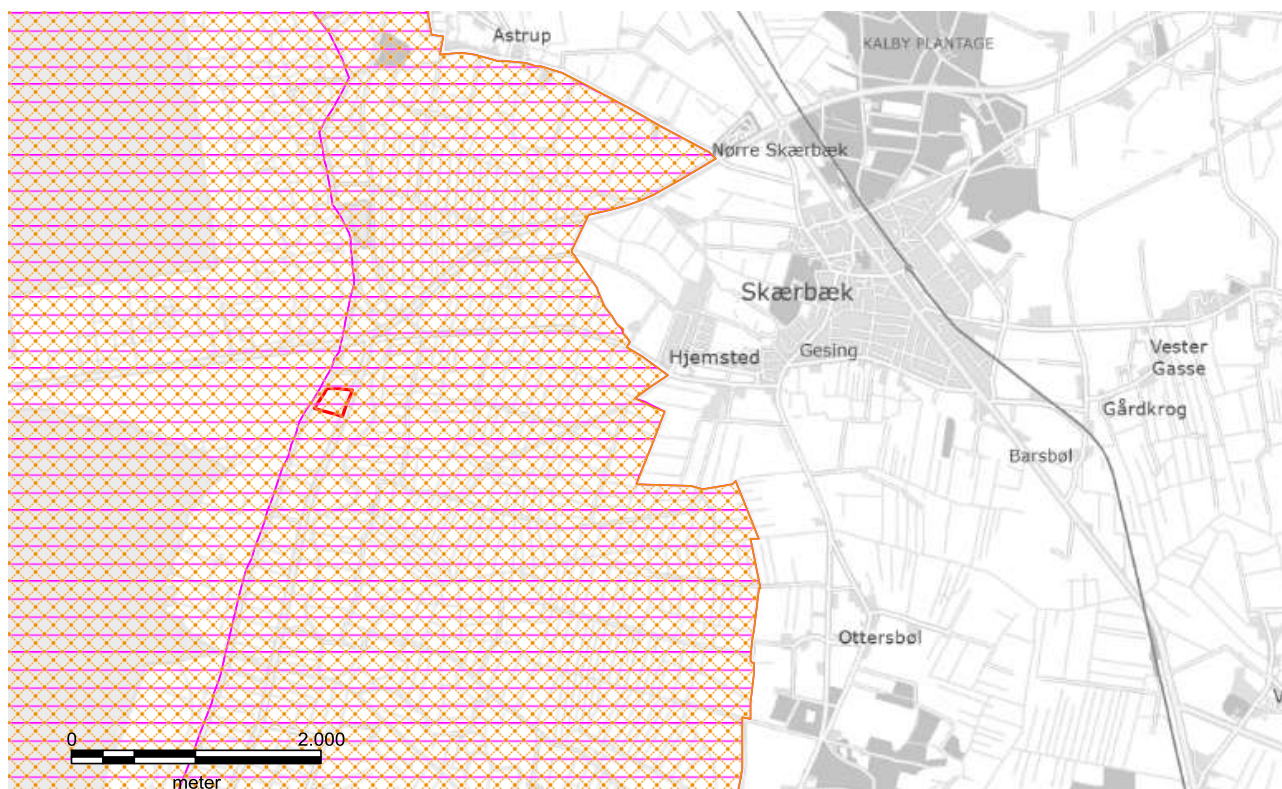 Astrup
KALBY PLANTAGE
Nørre Skærbæk
Skærbæk
Hjemsted
Gesing
Vester
Gasse
Gårdkrog
Barsbøl
Ottersbøl
V
0
2.000
meter